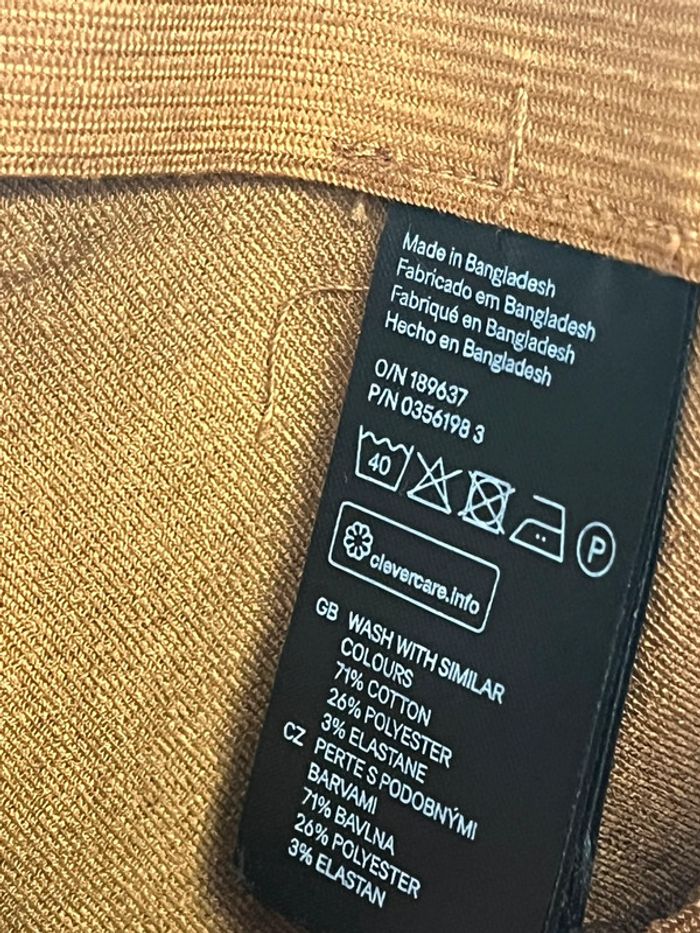 Made in Bangladesh
Fabricado em Bangladesh
Fabriqué en Bangladesh
Hecho en Bangladesh
O/N 189637
P/N 0356198 3
40
P
clevercare.info
GB WASH WITH SIMILAR
COLOURS
71% COTTON
26% POLYESTER
3% ELASTANE
CZ PERTE S PODOBNÝMI
BARVAMI
71% BAVLNA
26% POLYESTER
3% ELASTAN